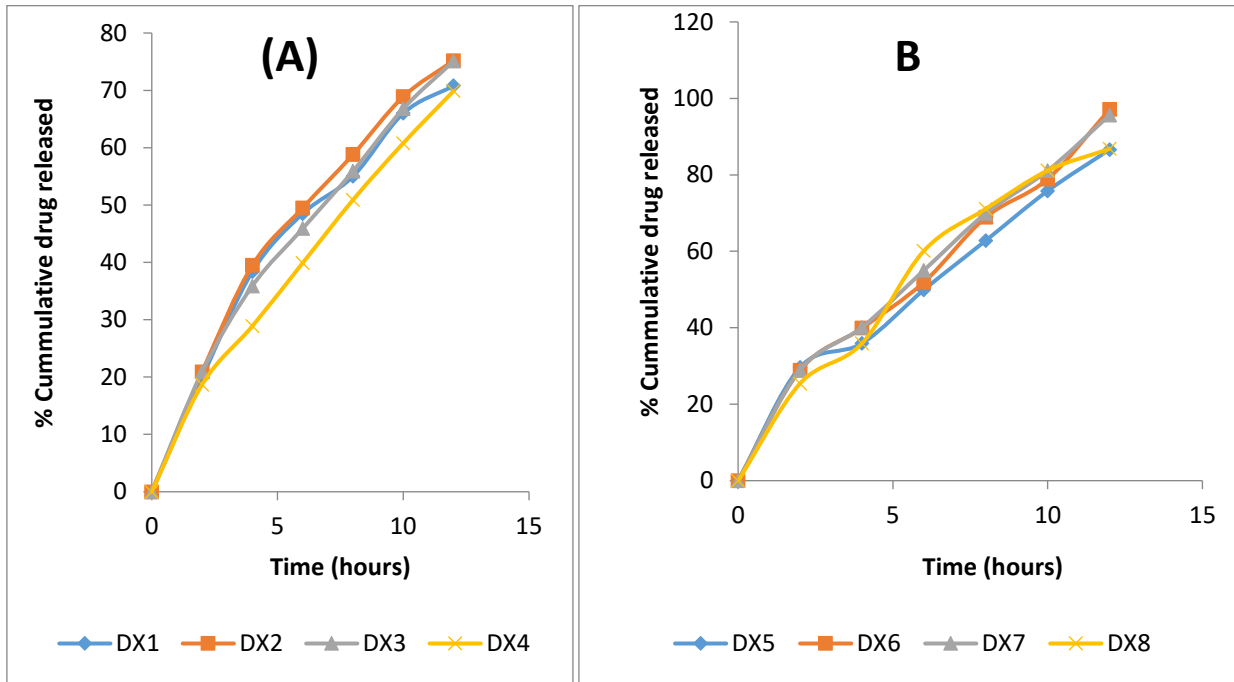 (A)
% Cummulative drug released
80
70
60
50
40
30
20
10
0
0 5 10 15
Time (hours)
DX1 DX2 DX3 DX4
B
% Cummulative drug released
120
100
80
60
40
20
0
0 5 10 15
Time (hours)
DX5 DX6 DX7 DX8